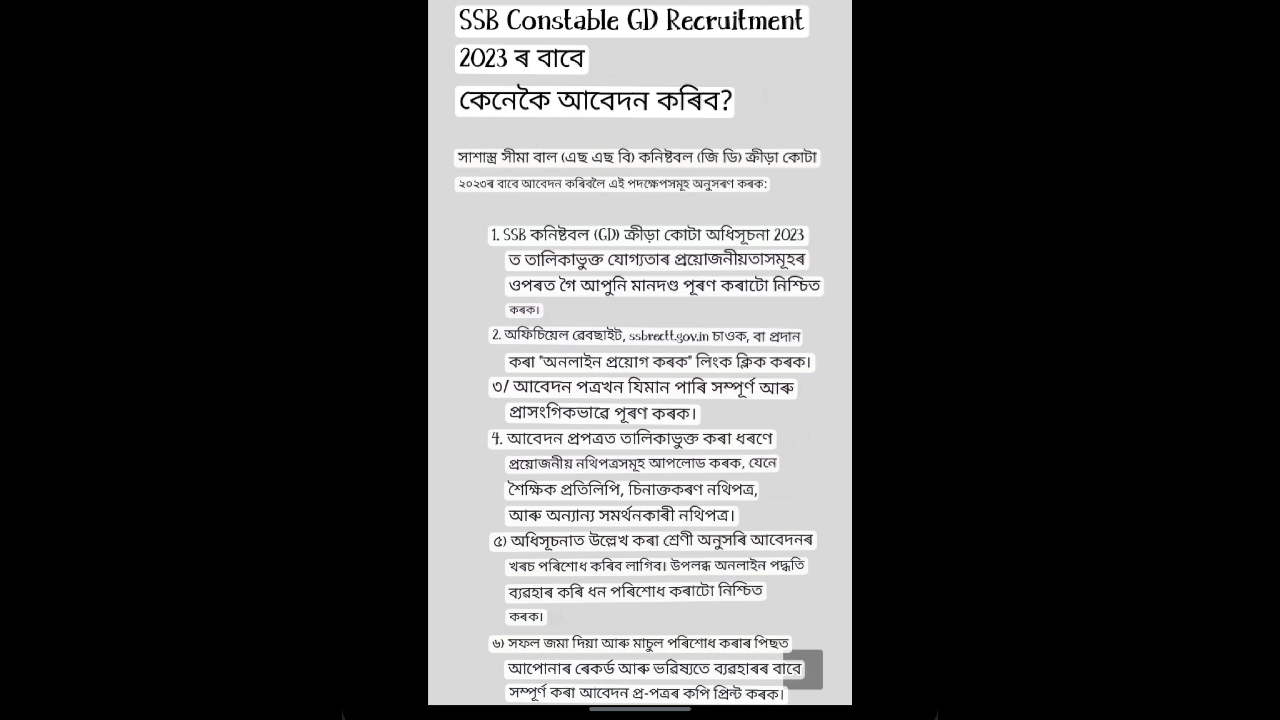 SSB Constable GD Recruitment
2023 ৰ বাবে
কেনেকৈ আবেদন কৰিব?
সাশাস্ত্ৰ সীমা বাল (এছ এছ বি) কনিষ্টবল (জি ডি) ক্ৰীড়া কোটা
২০২৩ৰ বাবে আবেদন কৰিবলৈ এই পদক্ষেপসমূহ অনুসৰণ কৰক:
1. SSB কনিষ্টবল (GD) ক্ৰীড়া কোটা অধিসূচনা 2023
ত তালিকাভুক্ত যোগ্যতাৰ প্ৰয়োজনীয়তাসমূহৰ
ওপৰত গৈ আপুনি মানদণ্ড পূৰণ কৰাটো নিশ্চিত
কৰক।
2. অফিচিয়েল ৱেবছাইট, ssbrectt.gov.in চাওক, বা প্ৰদান
কৰা "অনলাইন প্ৰয়োগ কৰক" লিংক ক্লিক কৰক।
৩/ আবেদন পত্ৰখন যিমান পাৰি সম্পূৰ্ণ আৰু
প্ৰাসংগিকভাৱে পূৰণ কৰক।
4. আবেদন প্ৰপত্ৰত তালিকাভুক্ত কৰা ধৰণে
প্ৰয়োজনীয় নথিপত্ৰসমূহ আপলোড কৰক, যেনে
শৈক্ষিক প্ৰতিলিপি, চিনাক্তকৰণ নথিপত্ৰ,
আৰু অন্যান্য সমৰ্থনকাৰী নথিপত্ৰ।
৫) অধিসূচনাত উল্লেখ কৰা শ্ৰেণী অনুসৰি আবেদনৰ
খৰচ পৰিশোধ কৰিব লাগিব। উপলব্ধ অনলাইন পদ্ধতি
ব্যৱহাৰ কৰি ধন পৰিশোধ কৰাটো নিশ্চিত
কৰক।
৬) সফল জমা দিয়া আৰু মাচুল পৰিশোধ কৰাৰ পিছত
আপোনাৰ ৰেকৰ্ড আৰু ভৱিষ্যতে ব্যৱহাৰৰ বাবে
সম্পূৰ্ণ কৰা আবেদন প্ৰ-পত্ৰৰ কপি প্ৰিন্ট কৰক।